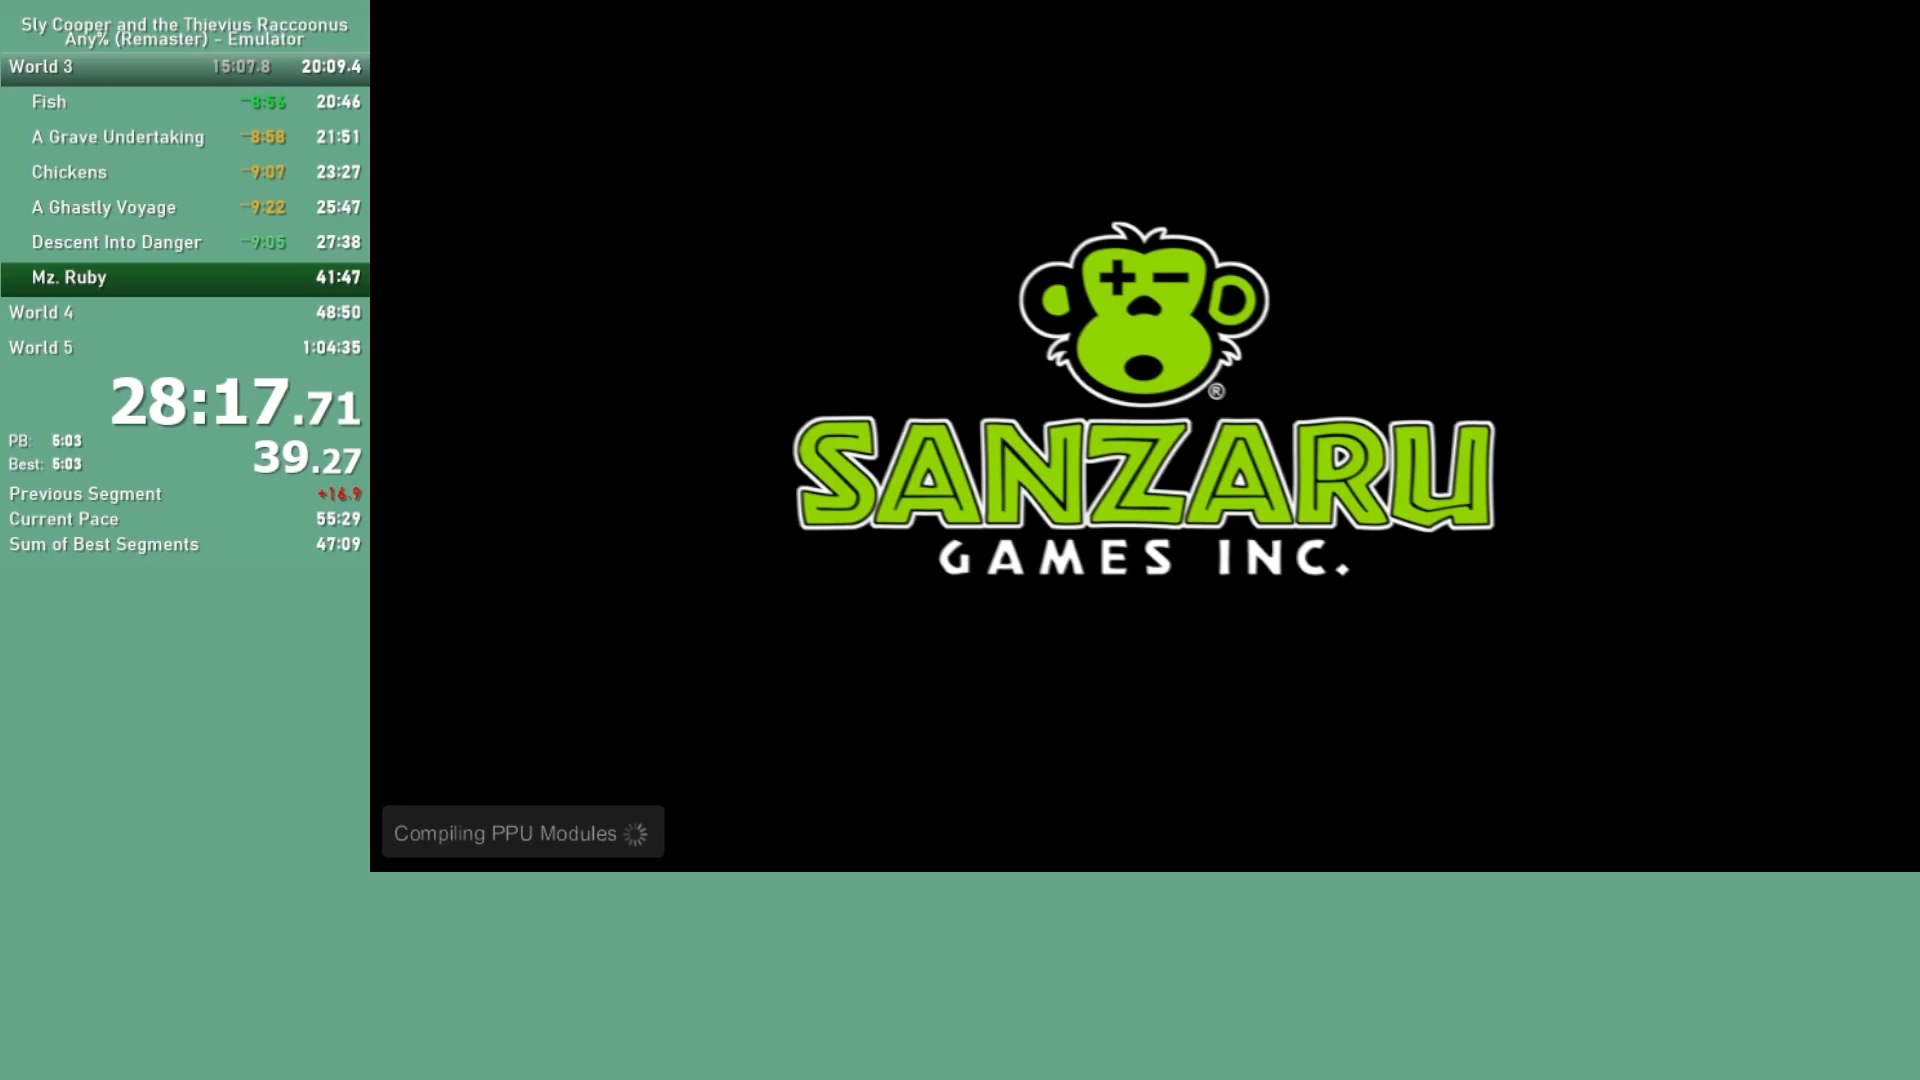 Sly Cooper and the Thievius Raccoonus
Any% (Remaster) - Emulator
World 3 15:07.8 20:09.4
Fish −8:56 20:46
A Grave Undertaking −8:58 21:51
Chickens −9:07 23:27
A Ghastly Voyage −9:22 25:47
Descent Into Danger −9:05 27:38
Mz. Ruby 41:47
World 4 48:50
World 5 1:04:35
28:17.71
PB: 6:03
Best: 6:03
39.27
Previous Segment +16.9
Current Pace 55:29
Sum of Best Segments 47:09
®
SANZARU
GAMES INC.
Compiling PPU Modules